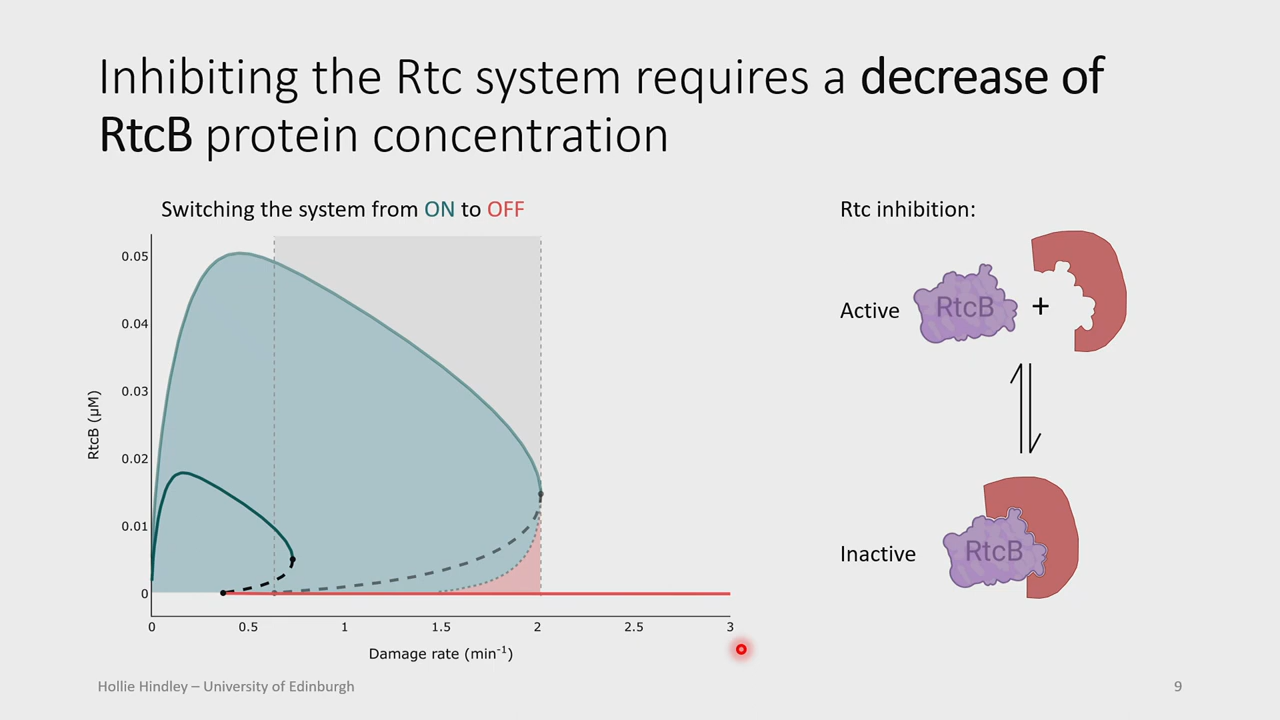 Inhibiting the Rtc system requires a decrease of
RtcB protein concentration
Switching the system from ON to OFF
RtcB (μM)
0.05
0.04
0.03
0.02
0.01
0
0 0.5 1 1.5 2 2.5 3
Damage rate (min⁻¹)
Rtc inhibition:
Active RtcB +
Inactive RtcB
Hollie Hindley – University of Edinburgh
9